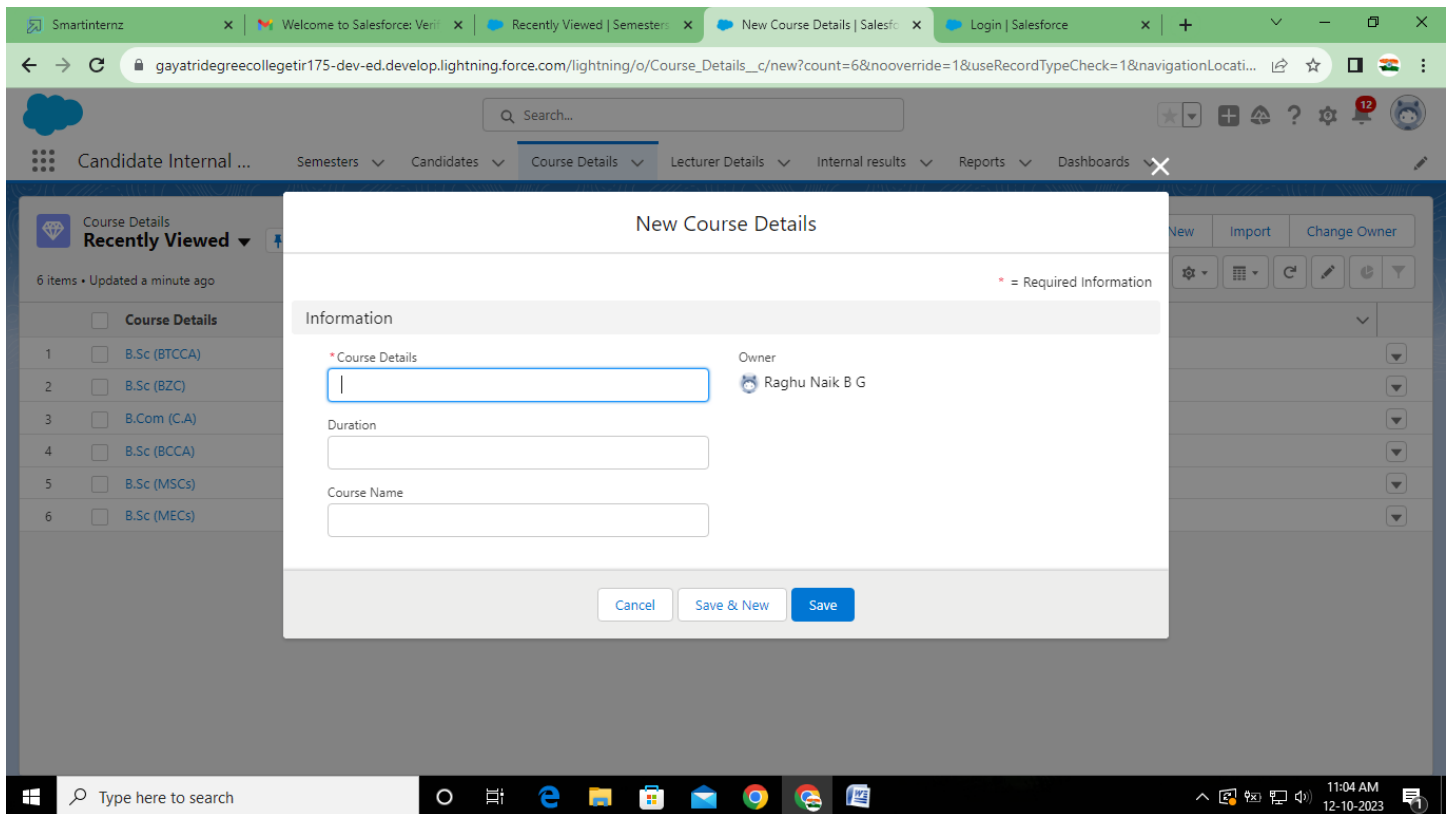 Smartinternz
Welcome to Salesforce: Verif
Recently Viewed | Semesters
New Course Details | Salesfo
Login | Salesforce
gayatridegreecollegetir175-dev-ed.develop.lightning.force.com/lightning/o/Course_Details__c/new?count=6&nooverride=1&useRecordTypeCheck=1&navigationLocati...
Search...
12
Candidate Internal ...
Semesters
Candidates
Course Details
Lecturer Details
Internal results
Reports
Dashboards
Course Details
Recently Viewed
New
Import
Change Owner
6 items • Updated a minute ago
Course Details
1 B.Sc (BTCCA)
2 B.Sc (BZC)
3 B.Com (C.A)
4 B.Sc (BCCA)
5 B.Sc (MSCs)
6 B.Sc (MECs)
New Course Details
* = Required Information
Information
*Course Details
Owner
Raghu Naik B G
Duration
Course Name
Cancel
Save & New
Save
Type here to search
11:04 AM
12-10-2023
1